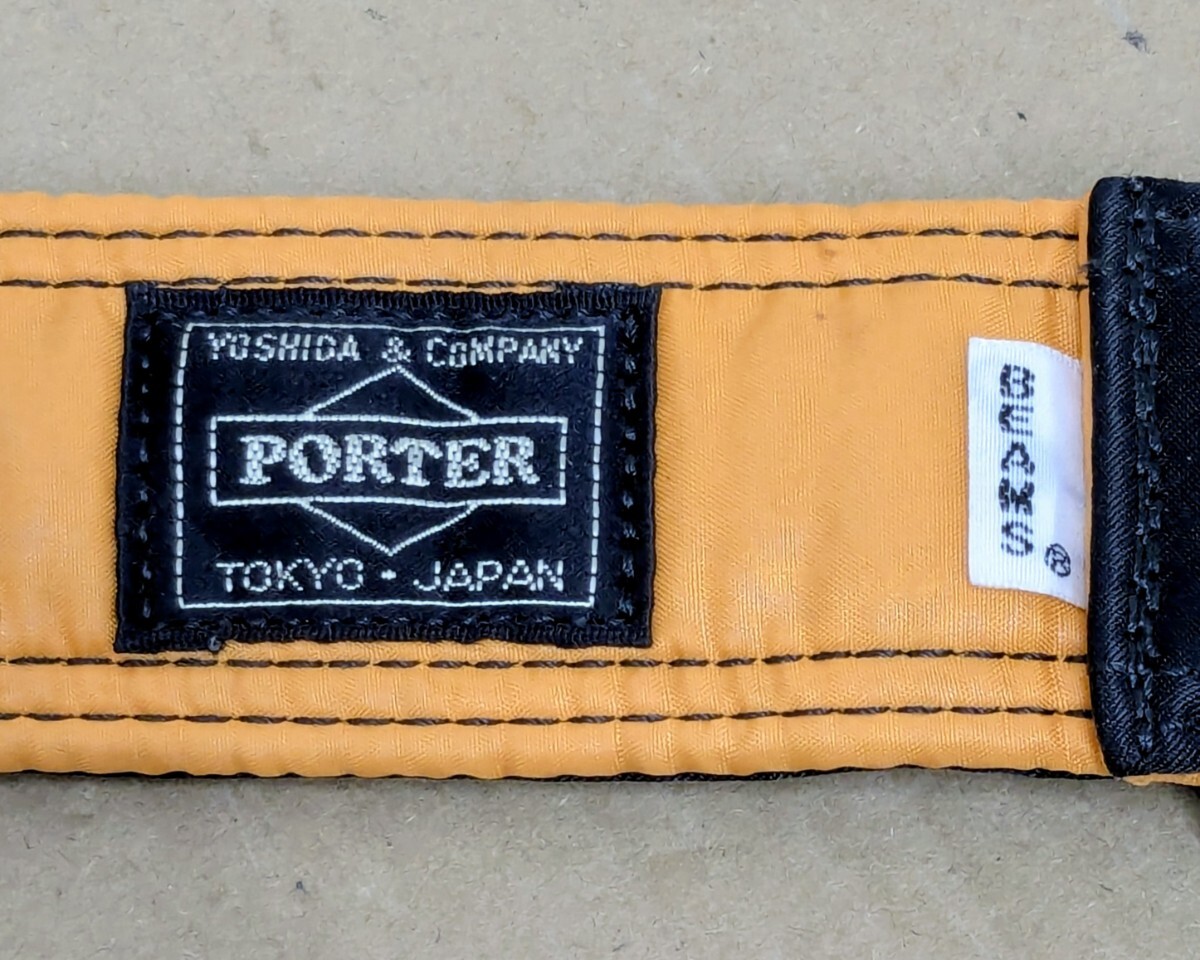 YOSHIDA & COMPANY
PORTER
TOKYO • JAPAN
BEAMS®